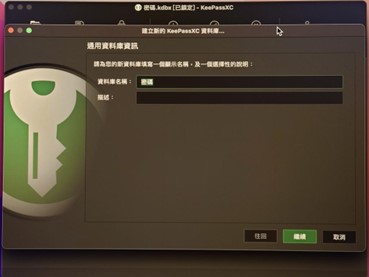 密碼.kdbx [已鎖定] - KeePassXC
建立新的 KeePassXC 資料庫...
通用資料庫資訊
請為您的新資料庫填寫一個顯示名稱，及一個選擇性的說明：
資料庫名稱： 密碼
描述：
往回 繼續 取消